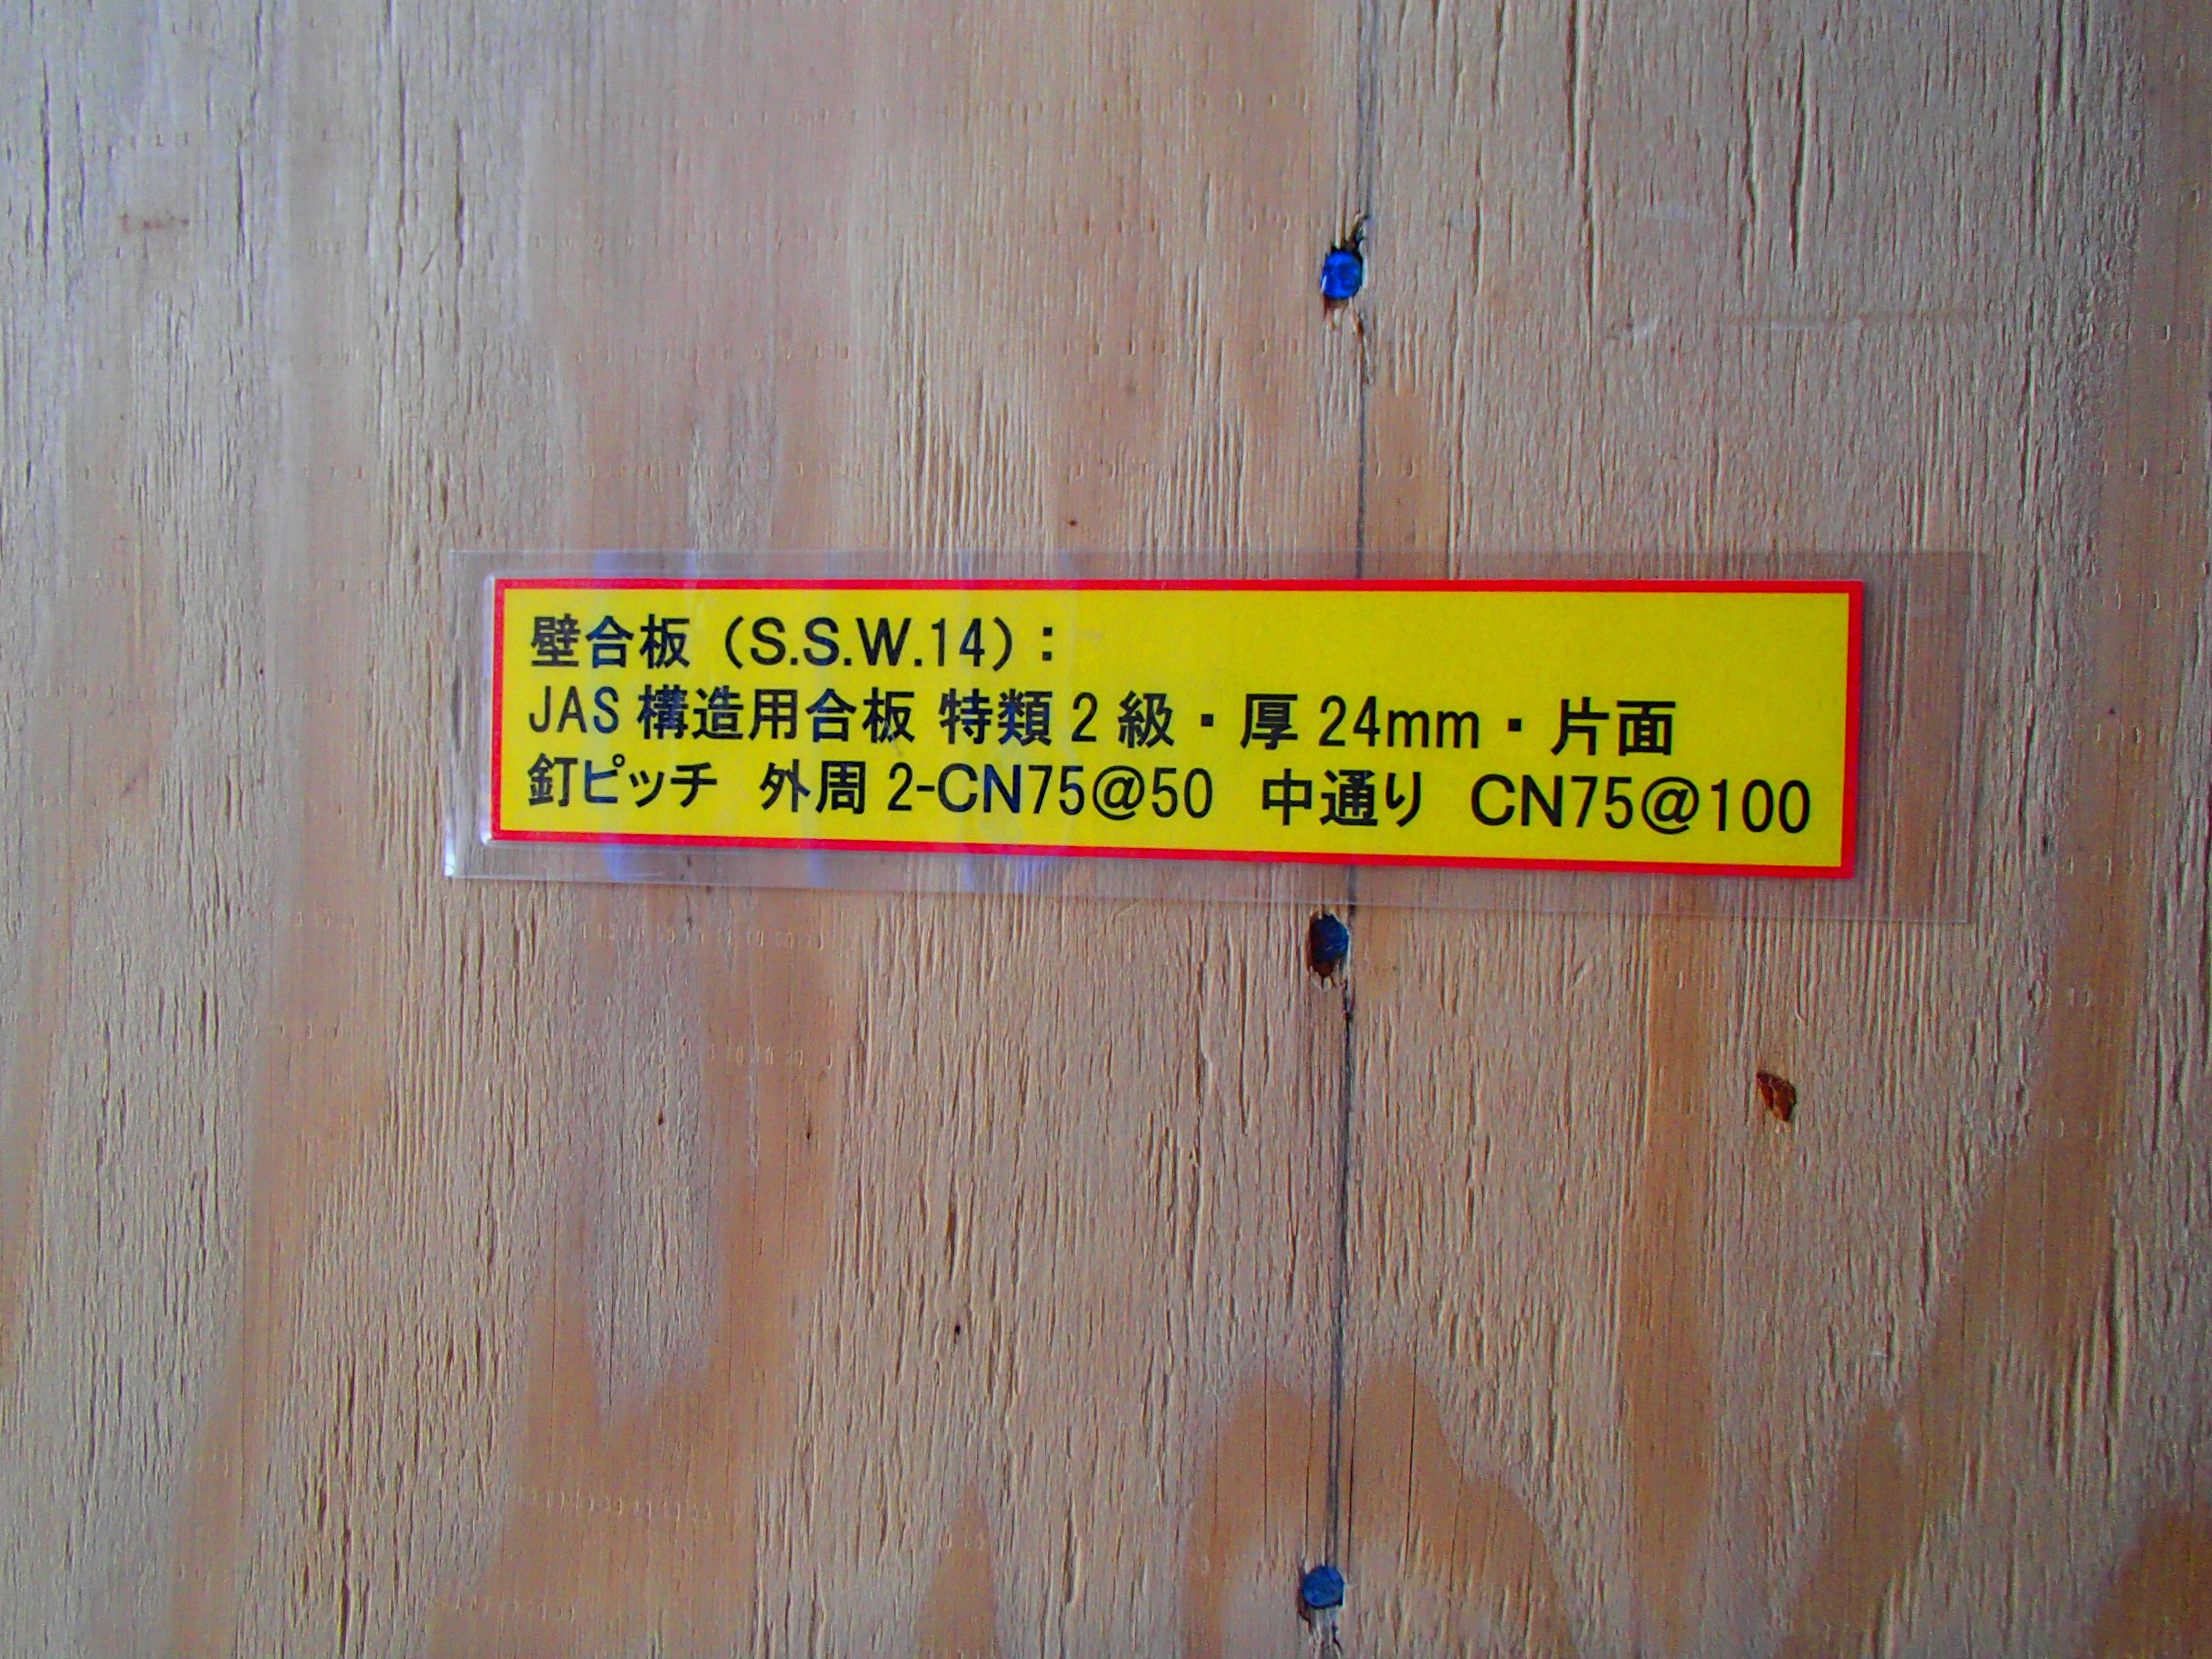 壁合板（S.S.W.14）：
JAS 構造用合板 特類 2 級・厚 24mm・片面
釘ピッチ 外周 2-CN75@50 中通り CN75@100